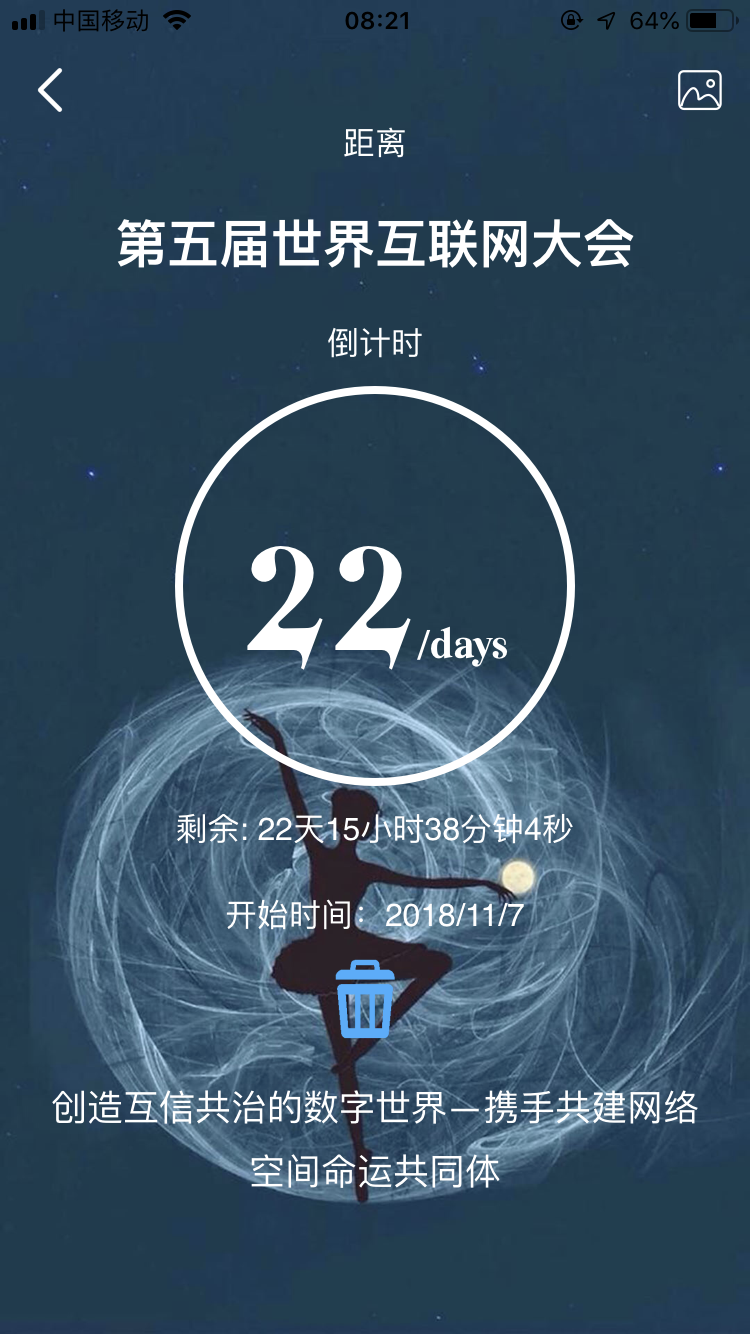 中国移动 08:21 64%
距离
第五届世界互联网大会
倒计时
22/days
剩余: 22天15小时38分钟4秒
开始时间：2018/11/7
创造互信共治的数字世界—携手共建网络
空间命运共同体